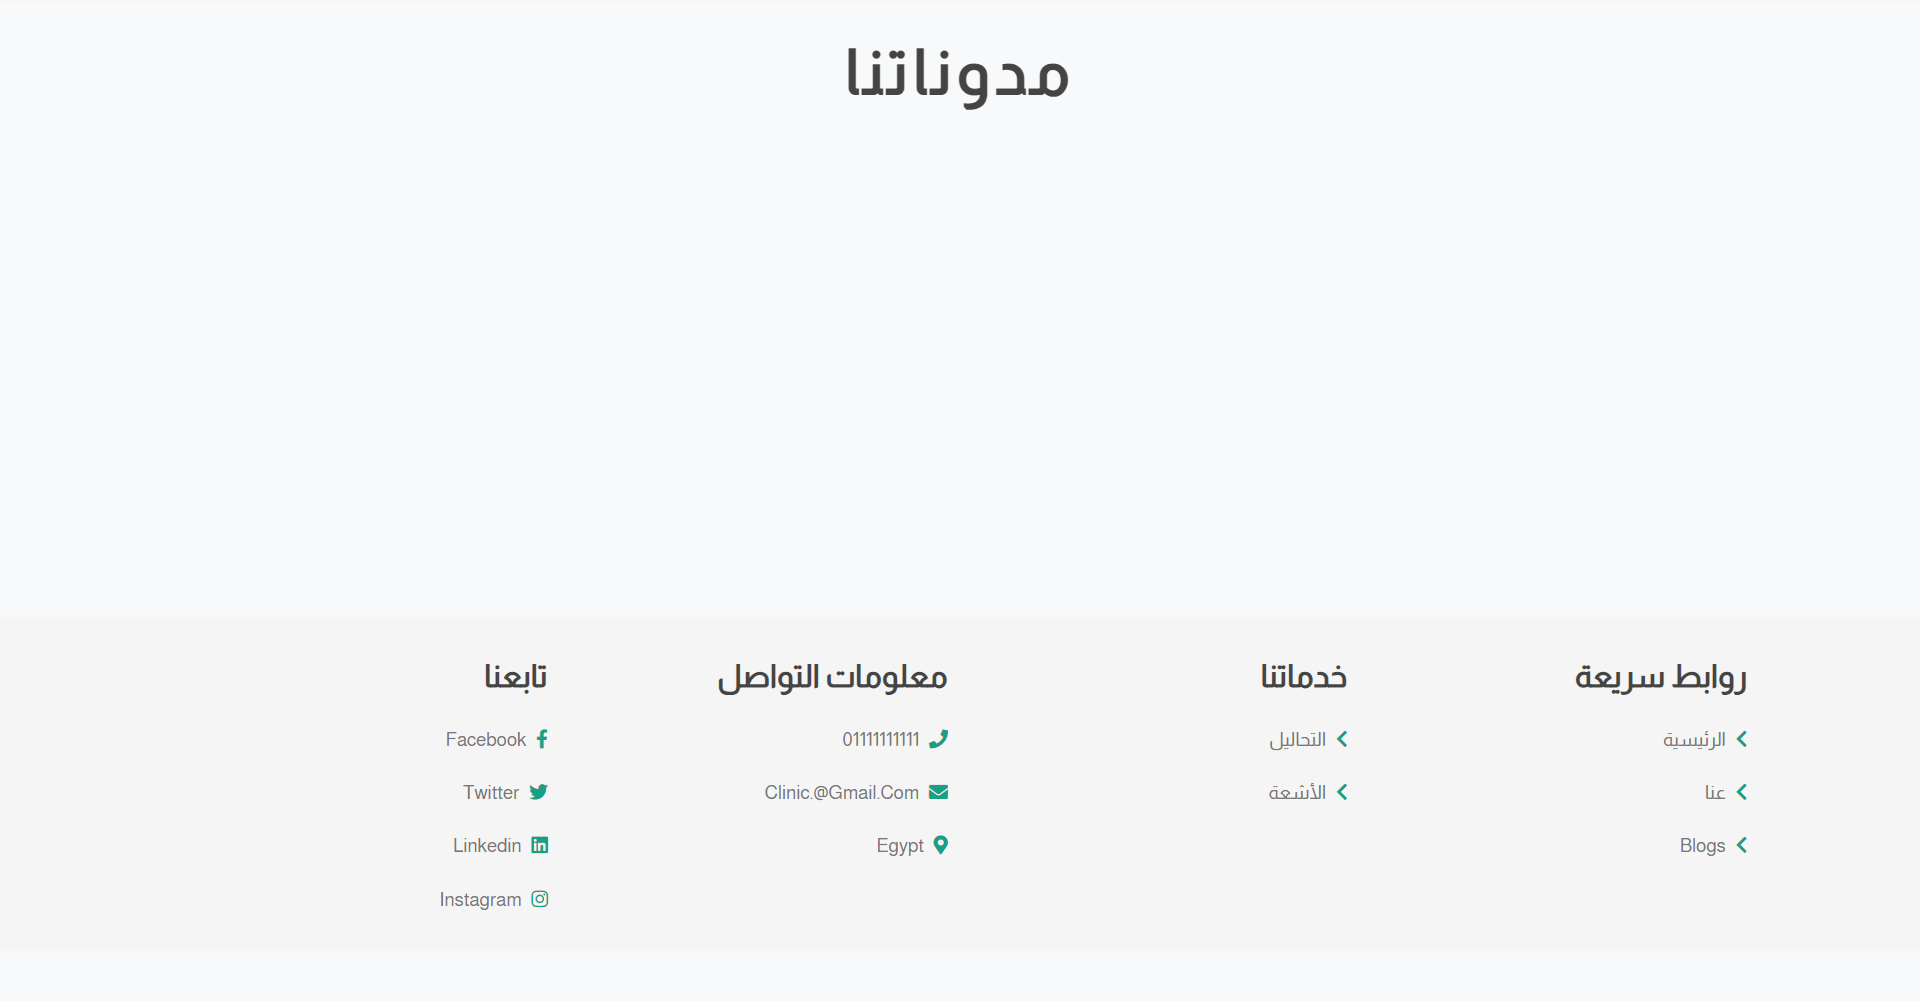 مدوناتنا
روابط سريعة
الرئيسية
عنا
Blogs
خدماتنا
التحاليل
الأشعة
معلومات التواصل
01111111111
Clinic.@Gmail.Com
Egypt
تابعنا
Facebook
Twitter
Linkedin
Instagram